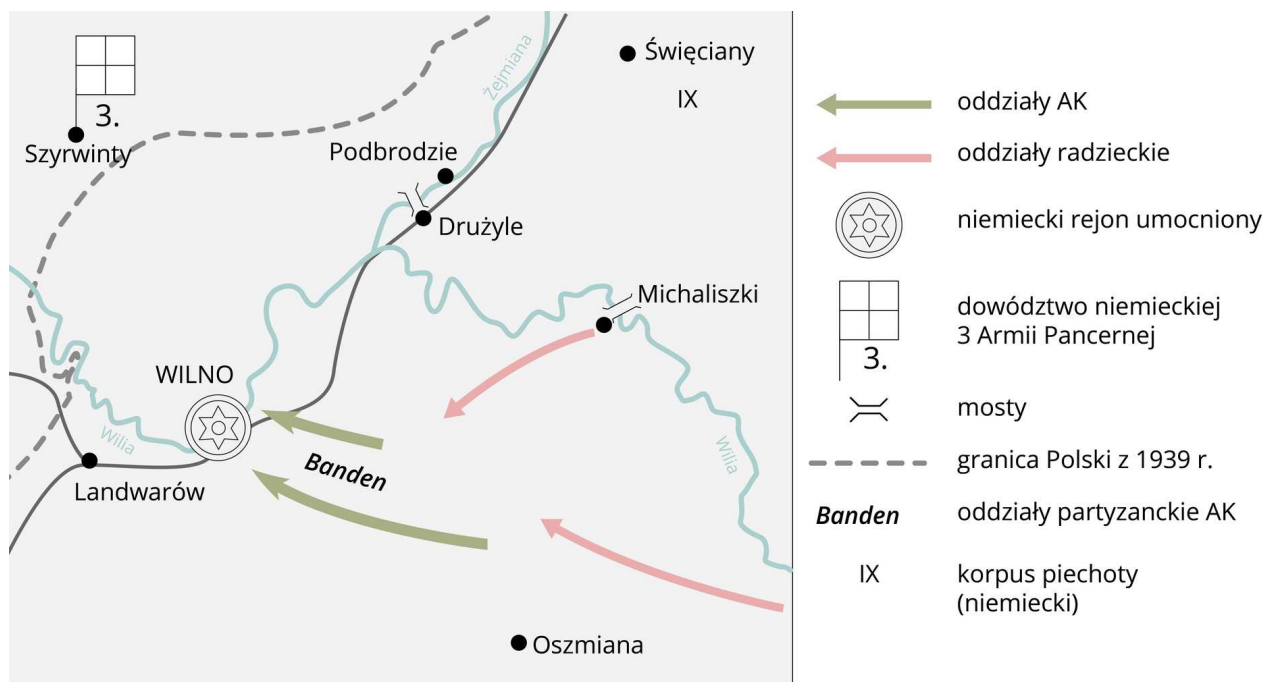 Żejmiana
Święciany
IX
3.
Szyrwinty
Podbrodzie
Drużyle
Michaliszki
WILNO
Wilia
Banden
Wilia
Landwarów
Oszmiana
oddziały AK
oddziały radzieckie
niemiecki rejon umocniony
3.
dowództwo niemieckiej
3 Armii Pancernej
mosty
granica Polski z 1939 r.
Banden
oddziały partyzanckie AK
IX
korpus piechoty
(niemiecki)